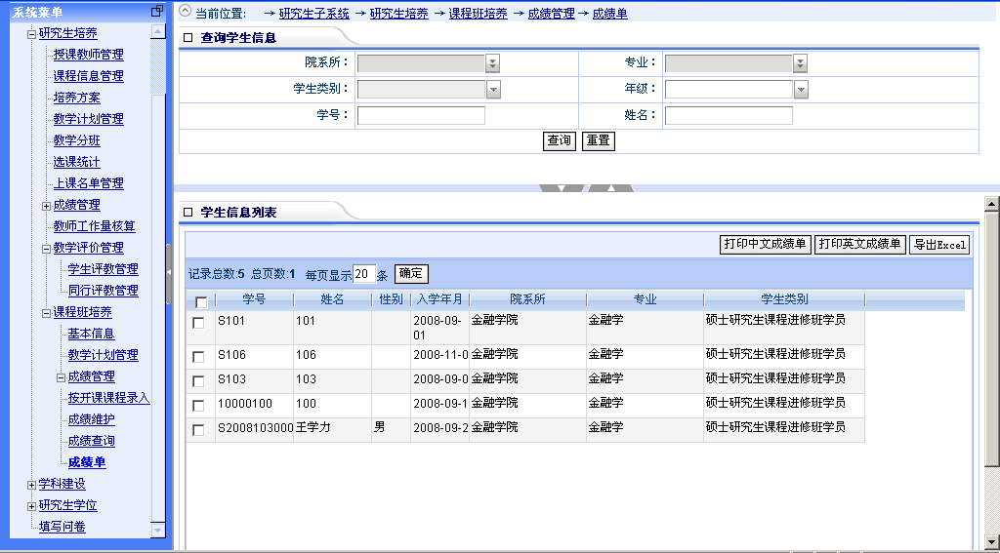 系统菜单
研究生培养
授课教师管理
课程信息管理
培养方案
教学计划管理
教学分班
选课统计
上课名单管理
成绩管理
教师工作量核算
教学评价管理
学生评教管理
同行评教管理
课程班培养
基本信息
教学计划管理
成绩管理
按开课课程录入
成绩维护
成绩查询
成绩单
学科建设
研究生学位
填写问卷
当前位置: →研究生子系统 →研究生培养 →课程班培养 →成绩管理 →成绩单
查询学生信息
院系所： 专业：
学生类别： 年级：
学号： 姓名：
查询 重置
学生信息列表
打印中文成绩单 打印英文成绩单 导出Excel
记录总数:5 总页数:1 每页显示 20 条 确定
学号 姓名 性别 入学年月 院系所 专业 学生类别
S101 101 2008-09-01 金融学院 金融学 硕士研究生课程进修班学员
S106 106 2008-11-0 金融学院 金融学 硕士研究生课程进修班学员
S103 103 2008-09-0 金融学院 金融学 硕士研究生课程进修班学员
10000100 100 2008-09-1 金融学院 金融学 硕士研究生课程进修班学员
S2008103000 王学力 男 2008-09-2 金融学院 金融学 硕士研究生课程进修班学员